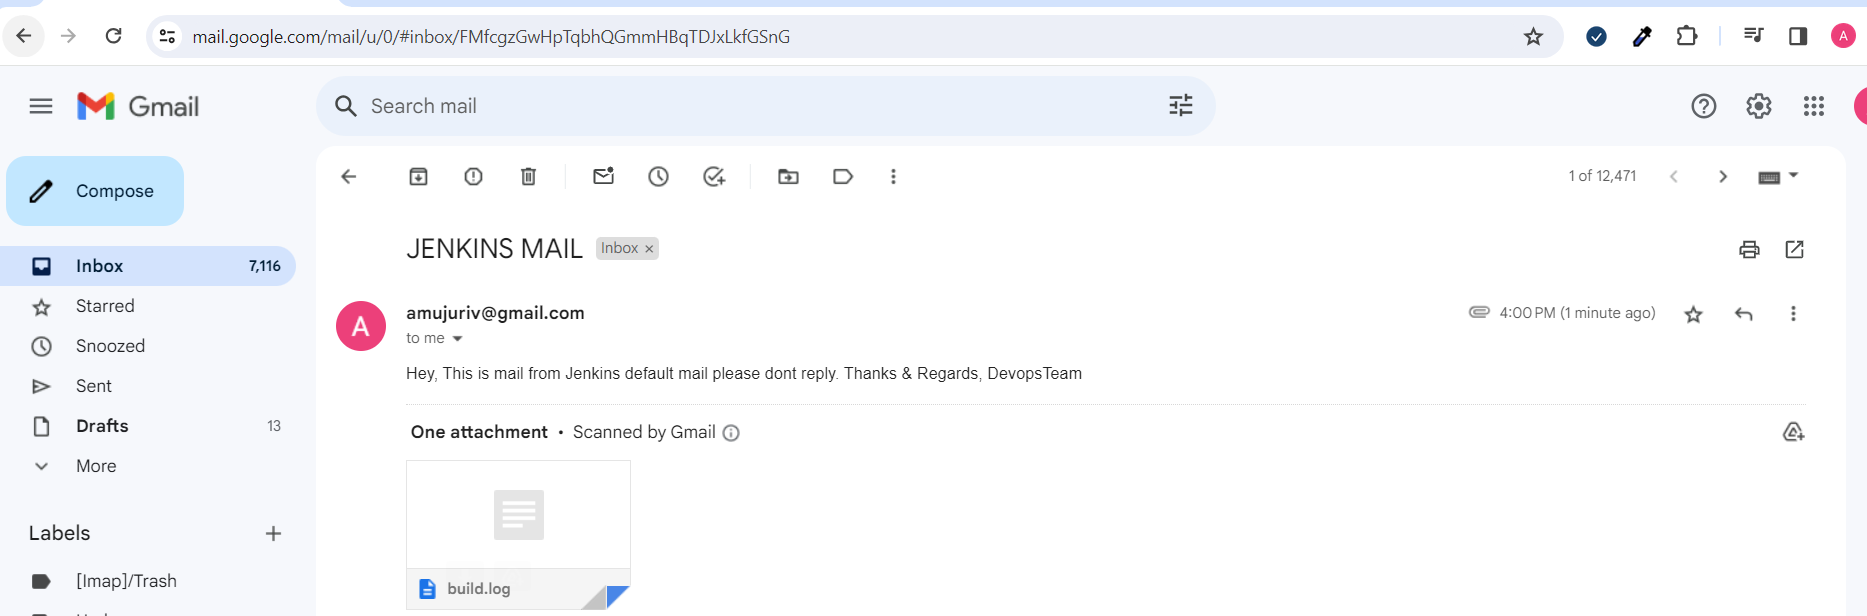 mail.google.com/mail/u/0/#inbox/FMfcgzGwHpTqbhQGmmHBqTDJxLkfGSnG
A
Gmail
Search mail
Compose
1 of 12,471
JENKINS MAIL Inbox ×
Inbox 7,116
Starred
Snoozed
Sent
Drafts 13
More
Labels +
[Imap]/Trash
A
amujuriv@gmail.com
4:00 PM (1 minute ago)
to me
Hey, This is mail from Jenkins default mail please dont reply. Thanks & Regards, DevopsTeam
One attachment • Scanned by Gmail
build.log